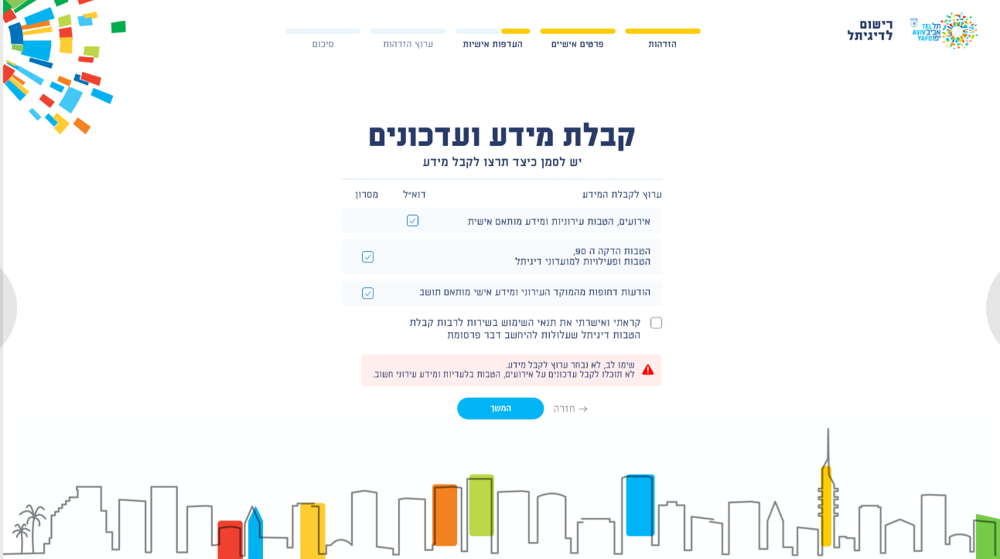 רישום
לדיגיתל
תל
אביב
יפו
TEL
AVIV
YAFO
הזדהות
פרטים אישיים
העדפות אישיות
ערוץ הזדהות
סיכום
קבלת מידע ועדכונים
יש לסמן כיצד תרצו לקבל מידע
ערוץ לקבלת המידע
דוא״ל
מסרון
אירועים, הטבות עירוניות ומידע מותאם אישית
הטבות הדקה ה 90,
הטבות ופעילויות למועדוני דיגיתל
הודעות דחופות מהמוקד העירוני ומידע אישי מותאם תושב
קראתי ואישרתי את תנאי השימוש בשירות לרבות קבלת
הטבות דיגיתל שעלולות להיחשב דבר פרסומת
שימו לב, לא נבחר ערוץ לקבל מידע.
לא תוכלו לקבל עדכונים על אירועים, הטבות בלעדיות ומידע עירוני חשוב.
חזרה
המשך